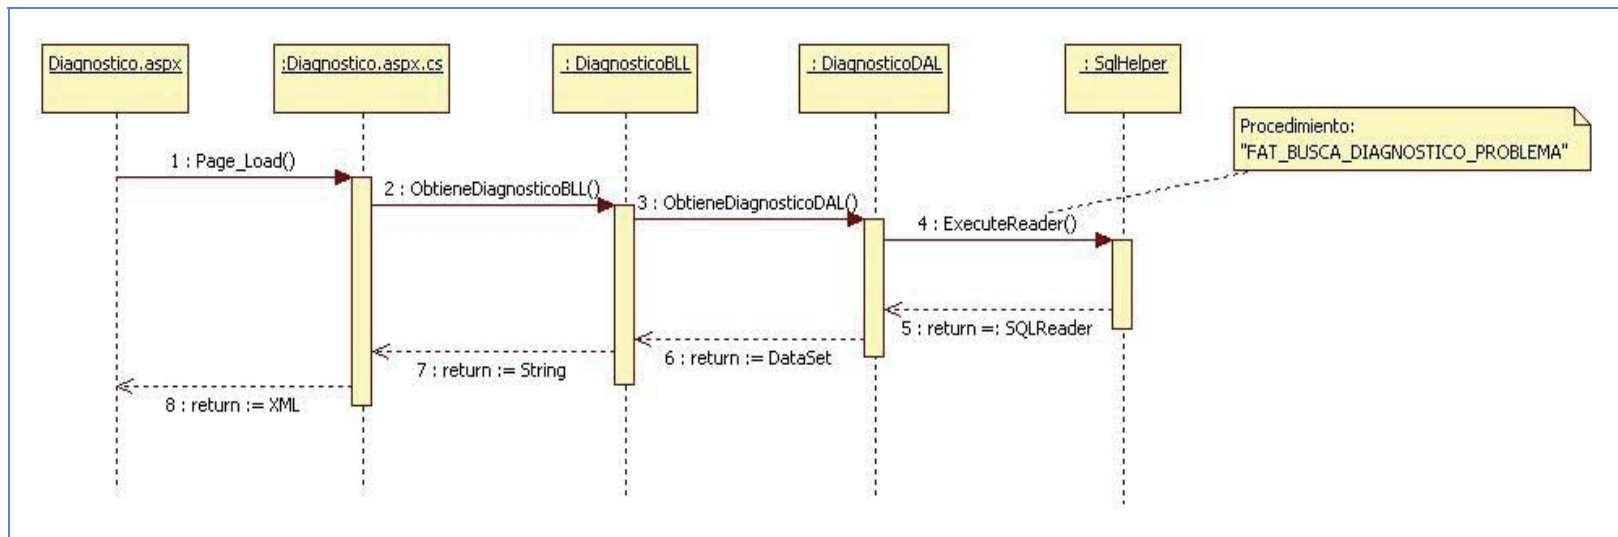 Diagnostico.aspx
:Diagnostico.aspx.cs
: DiagnosticoBLL
: DiagnosticoDAL
: SqlHelper
Procedimiento:
"FAT_BUSCA_DIAGNOSTICO_PROBLEMA"
1 : Page_Load()
2 : ObtieneDiagnosticoBLL()
3 : ObtieneDiagnosticoDAL()
4 : ExecuteReader()
5 : return =: SQLReader
6 : return := DataSet
7 : return := String
8 : return := XML